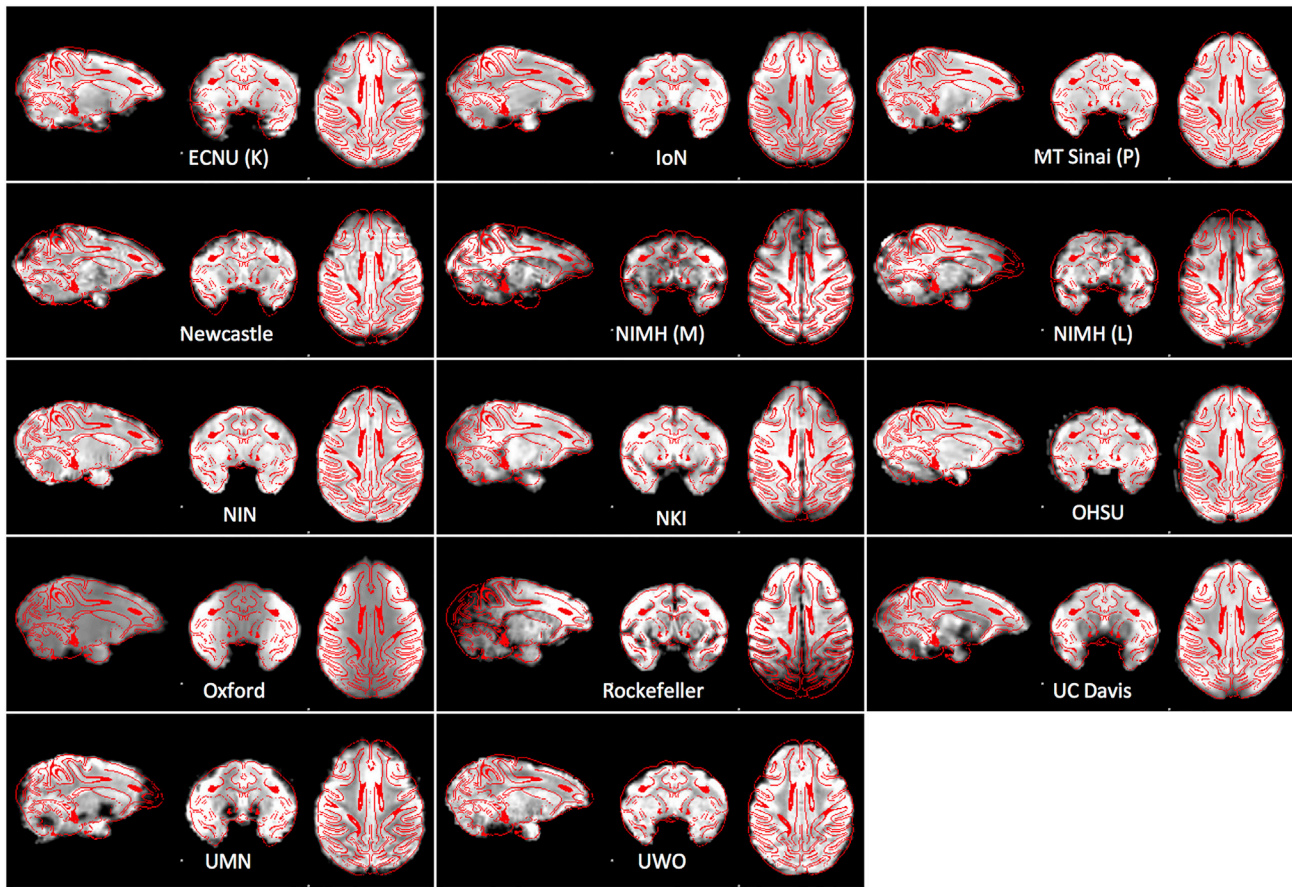 ECNU (K)
IoN
MT Sinai (P)
Newcastle
NIMH (M)
NIMH (L)
NIN
NKI
OHSU
Oxford
Rockefeller
UC Davis
UMN
UWO